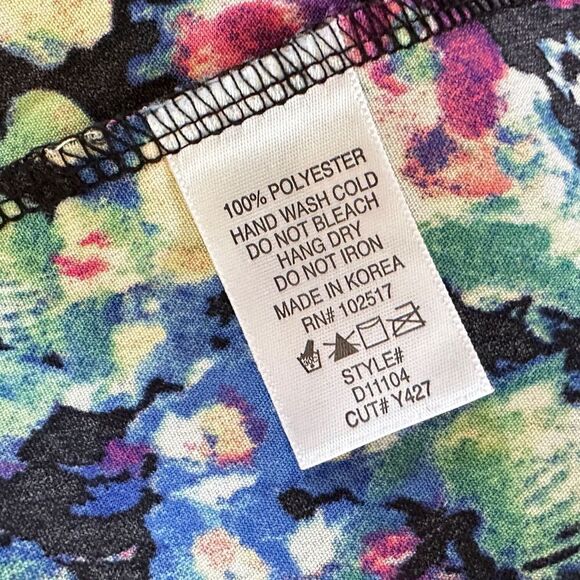 100% POLYESTER
HAND WASH COLD
DO NOT BLEACH
HANG DRY
DO NOT IRON
MADE IN KOREA
RN# 102517
STYLE#
D11104
CUT# Y427